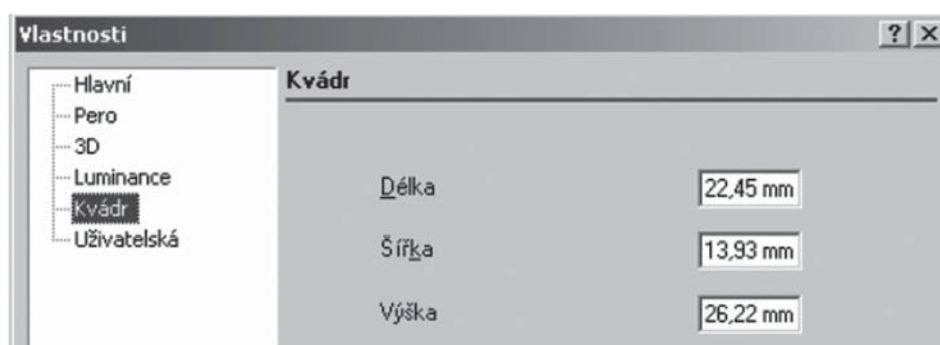 Vlastnosti
Hlavní
Pero
3D
Luminance
Kvádr
Uživatelská
Kvádr
Délka 22,45 mm
Šířka 13,93 mm
Výška 26,22 mm